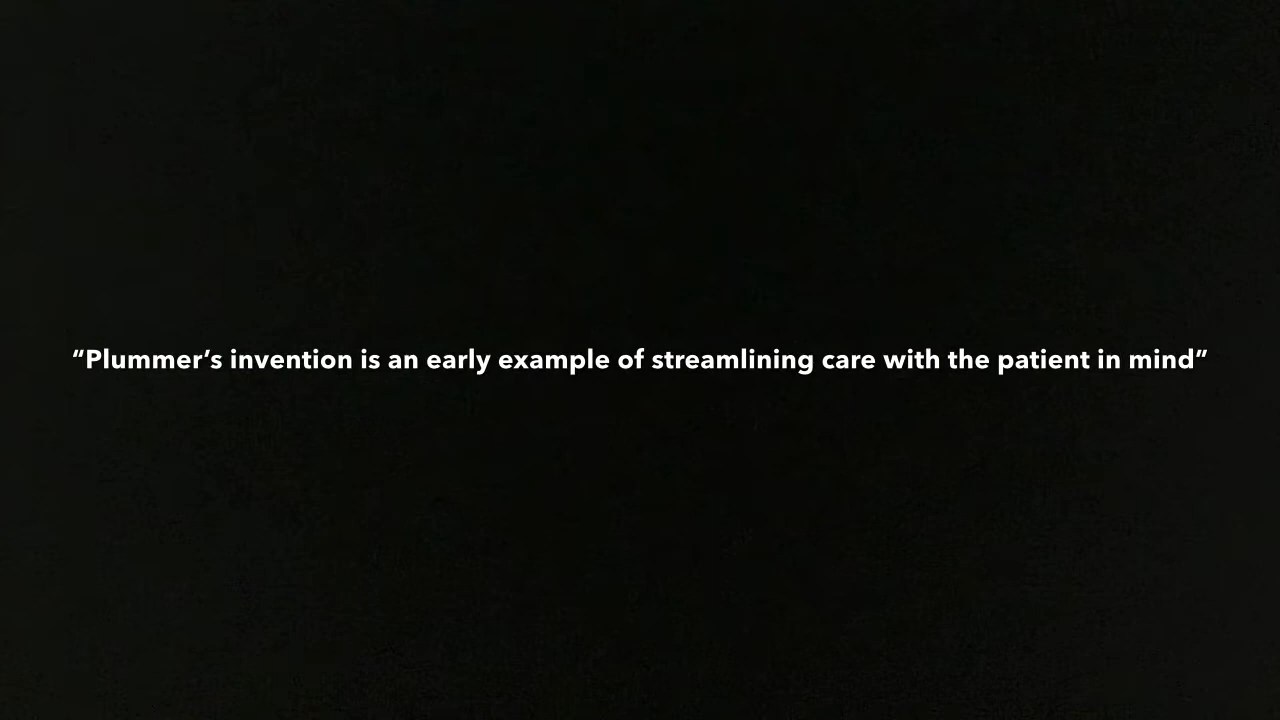 “Plummer’s invention is an early example of streamlining care with the patient in mind”